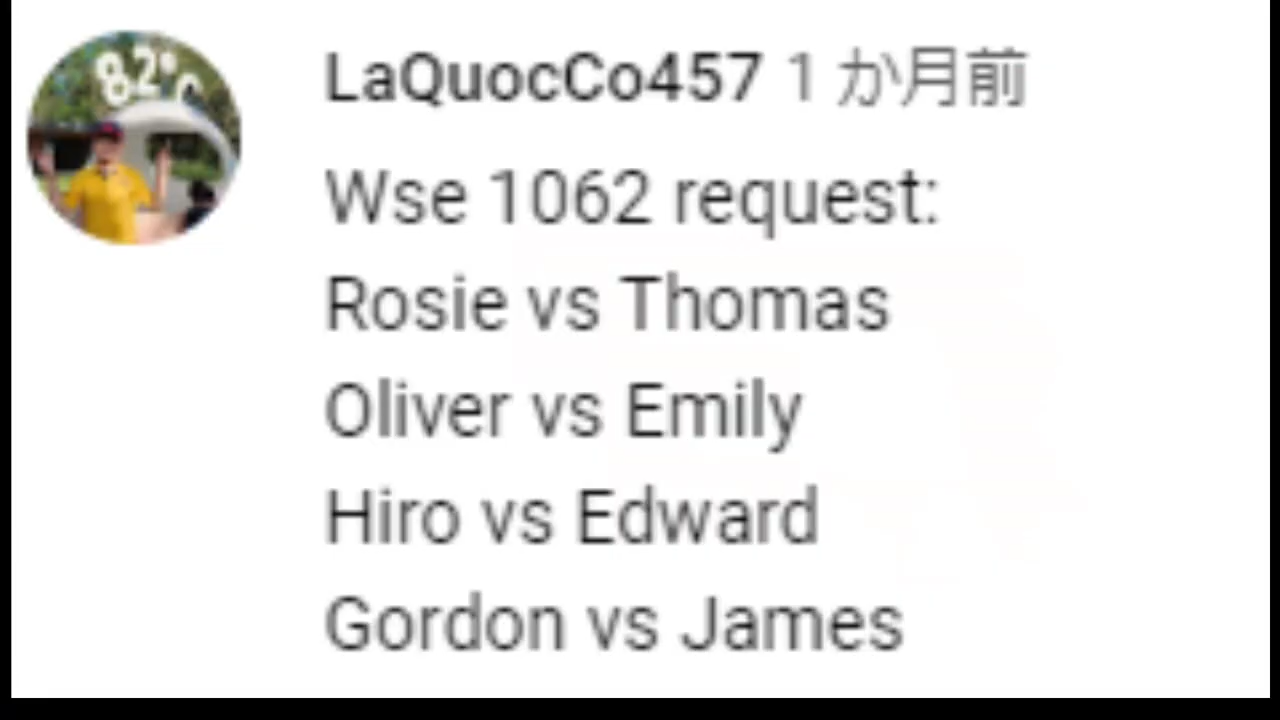 82°C
LaQuocCo457 1 か月前
Wse 1062 request:
Rosie vs Thomas
Oliver vs Emily
Hiro vs Edward
Gordon vs James